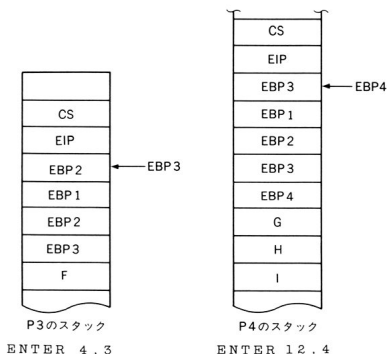 CS
EIP
EBP2
EBP3
EBP1
EBP2
EBP3
F
P3のスタック
ENTER 4,3
CS
EIP
EBP3
EBP4
EBP1
EBP2
EBP3
EBP4
G
H
I
P4のスタック
ENTER 12,4